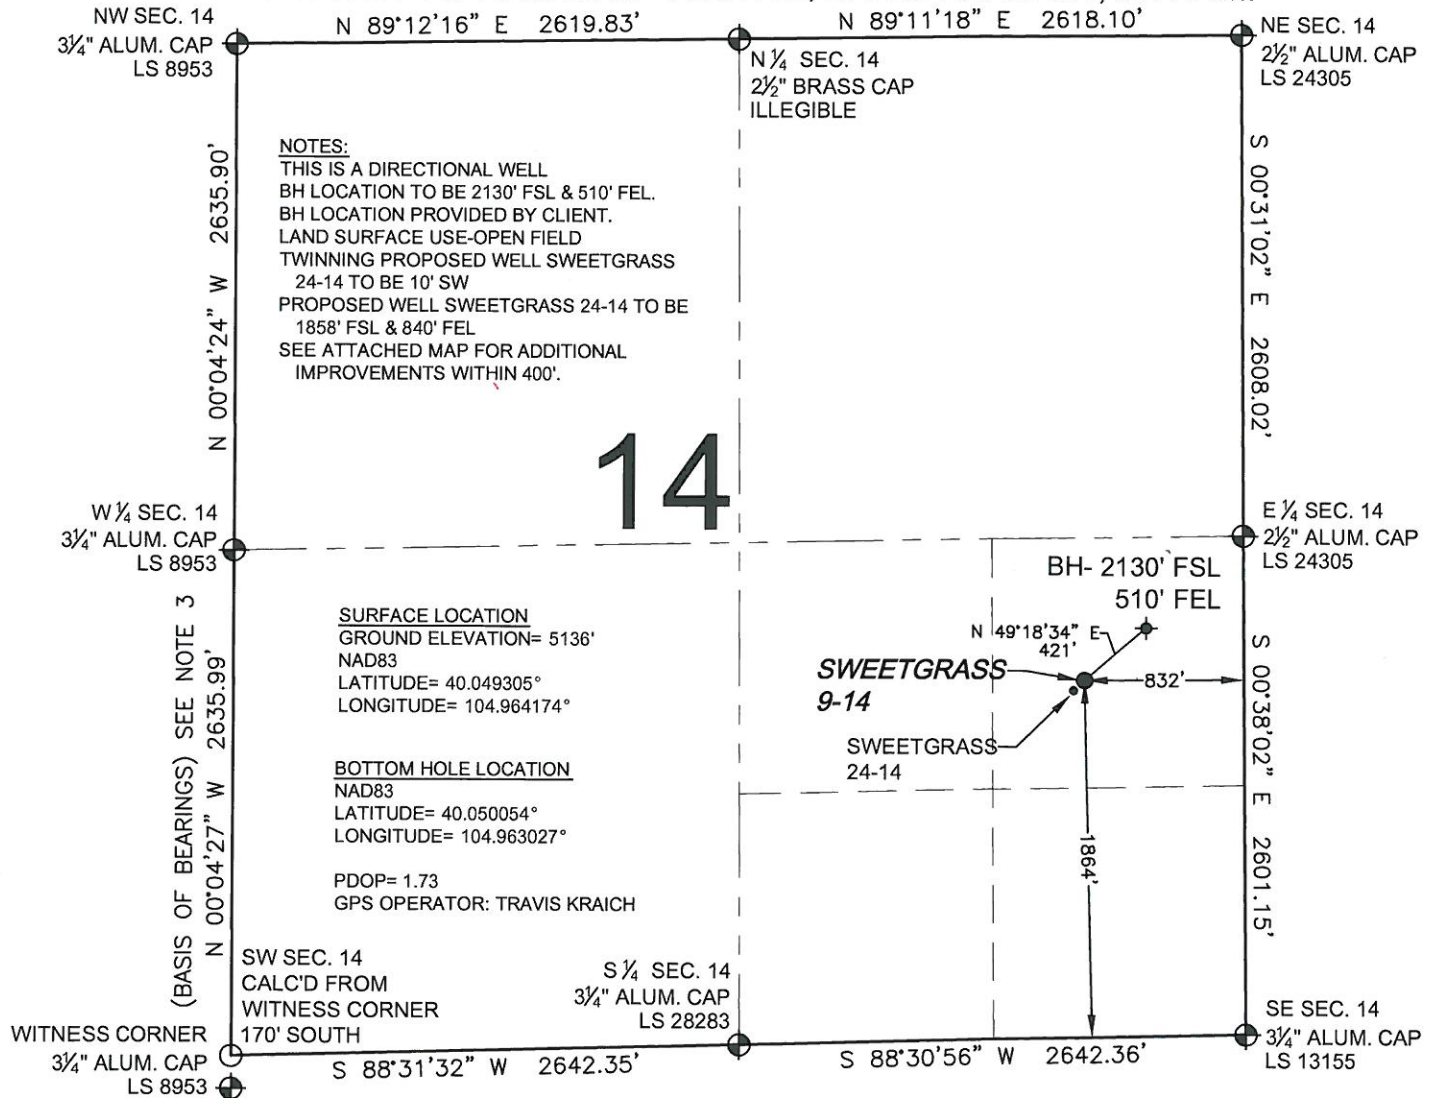 N 89°12'16" E 2619.83'
N 89°11'18" E 2618.10'
NW SEC. 14
3¼" ALUM. CAP
LS 8953
N ¼ SEC. 14
2½" BRASS CAP
ILLEGIBLE
NE SEC. 14
2½" ALUM. CAP
LS 24305
NOTES:
THIS IS A DIRECTIONAL WELL
BH LOCATION TO BE 2130' FSL & 510' FEL.
BH LOCATION PROVIDED BY CLIENT.
LAND SURFACE USE-OPEN FIELD
TWINNING PROPOSED WELL SWEETGRASS
24-14 TO BE 10' SW
PROPOSED WELL SWEETGRASS 24-14 TO BE
1858' FSL & 840' FEL
SEE ATTACHED MAP FOR ADDITIONAL
IMPROVEMENTS WITHIN 400'.
N 00°04'24" W 2635.90'
S 00°31'02" E 2608.02'
14
W ¼ SEC. 14
3¼" ALUM. CAP
LS 8953
E ¼ SEC. 14
2½" ALUM. CAP
LS 24305
BH- 2130' FSL
510' FEL
N 49°18'34" E
421'
SWEETGRASS
9-14
832'
SWEETGRASS
24-14
1864'
S 00°38'02" E 2601.15'
SURFACE LOCATION
GROUND ELEVATION= 5136'
NAD83
LATITUDE= 40.049305°
LONGITUDE= 104.964174°
BOTTOM HOLE LOCATION
NAD83
LATITUDE= 40.050054°
LONGITUDE= 104.963027°
PDOP= 1.73
GPS OPERATOR: TRAVIS KRAICH
(BASIS OF BEARINGS) SEE NOTE 3
N 00°04'27" W 2635.99'
SW SEC. 14
CALC'D FROM
WITNESS CORNER
170' SOUTH
WITNESS CORNER
3¼" ALUM. CAP
LS 8953
S ¼ SEC. 14
3¼" ALUM. CAP
LS 28283
SE SEC. 14
3¼" ALUM. CAP
LS 13155
S 88°31'32" W 2642.35'
S 88°30'56" W 2642.36'